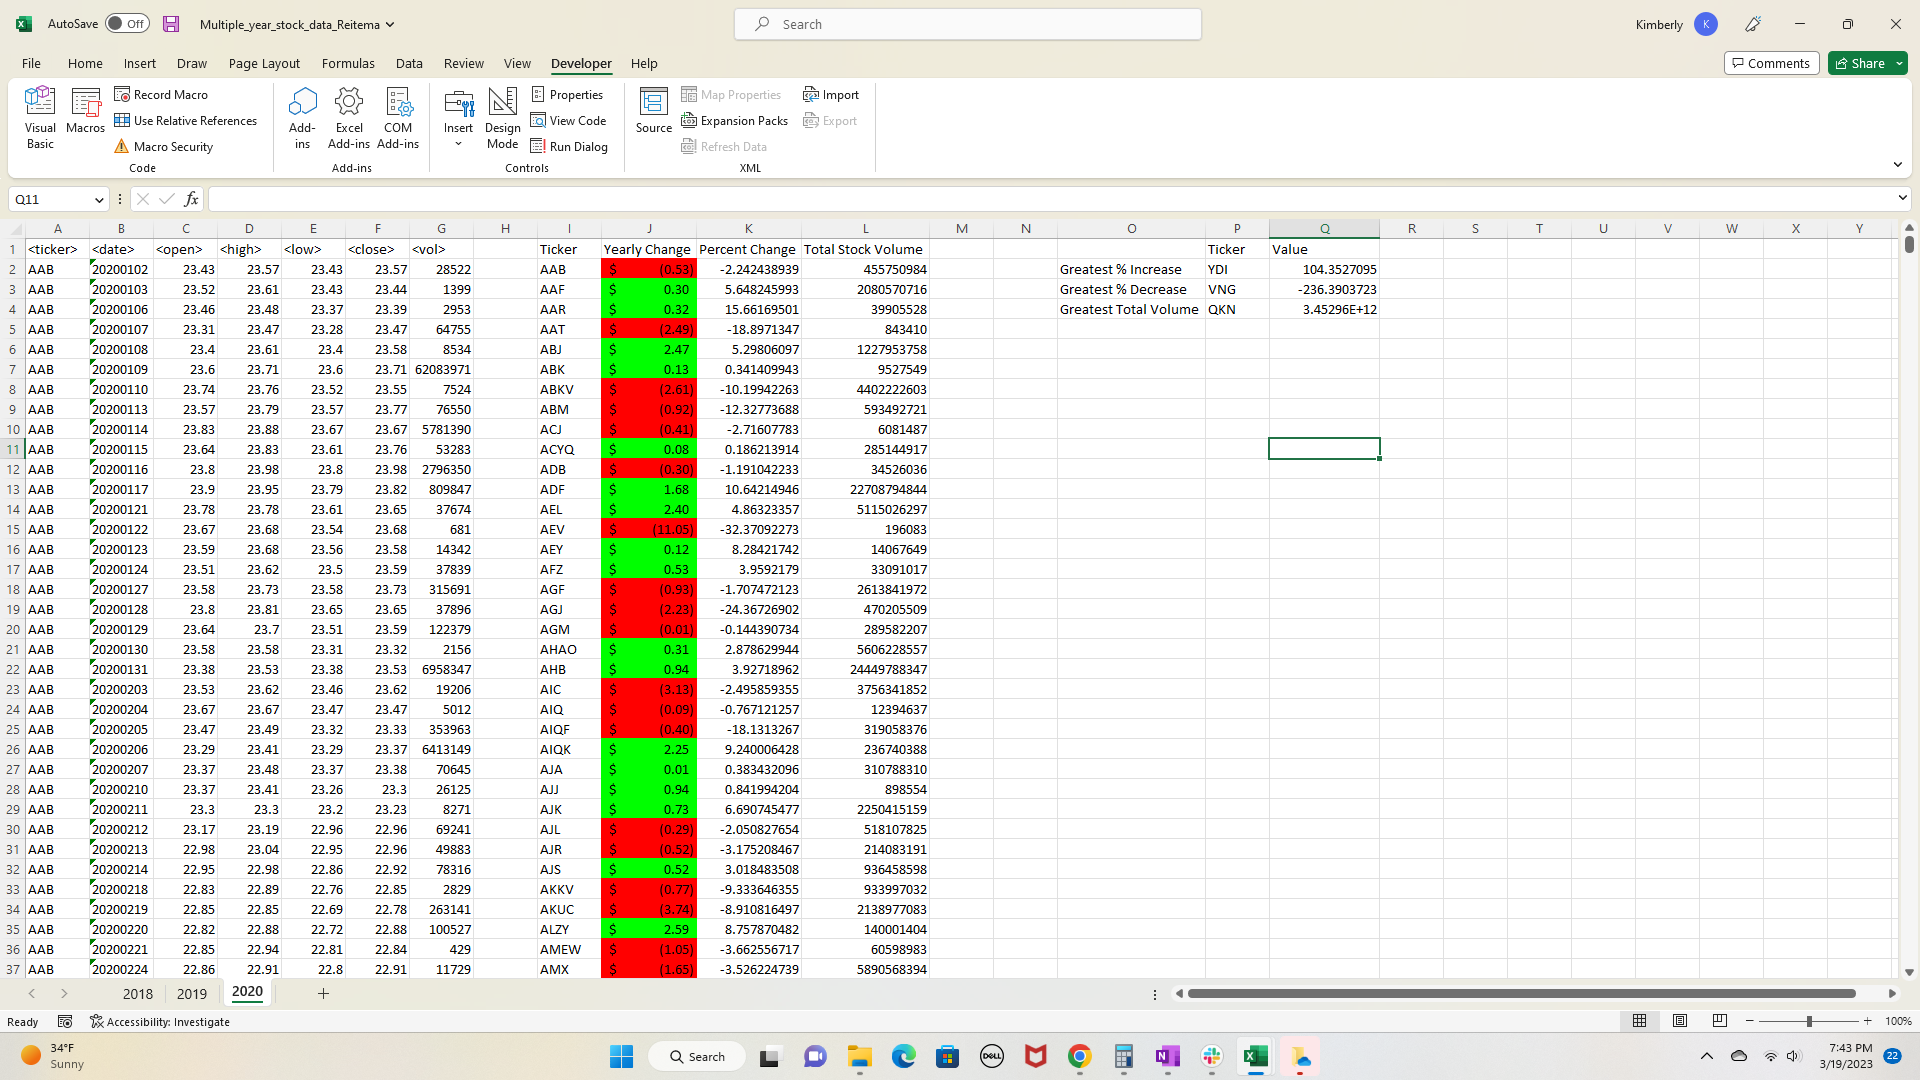 AutoSave Off Multiple_year_stock_data_Reitema Search Kimberly K
File Home Insert Draw Page Layout Formulas Data Review View Developer Help Comments Share
Visual Basic Macros Record Macro Use Relative References Macro Security Code
Add-ins Excel Add-ins COM Add-ins Add-ins
Insert Design Mode Properties View Code Run Dialog Controls
Source Map Properties Expansion Packs Refresh Data Import Export XML
Q11 fx
A B C D E F G H I J K L M N O P Q R S T U V W X Y
1 <ticker> <date> <open> <high> <low> <close> <vol> Ticker Yearly Change Percent Change Total Stock Volume Ticker Value
2 AAB 20200102 23.43 23.57 23.43 23.57 28522 AAB $ (0.53) -2.242438939 455750984 Greatest % Increase YDI 104.3527095
3 AAB 20200103 23.52 23.61 23.43 23.44 1399 AAF $ 0.30 5.648245993 2080570716 Greatest % Decrease VNG -236.3903723
4 AAB 20200106 23.46 23.48 23.37 23.39 2953 AAR $ 0.32 15.66169501 39905528 Greatest Total Volume QKN 3.45296E+12
5 AAB 20200107 23.31 23.47 23.28 23.47 64755 AAT $ (2.49) -18.8971347 843410
6 AAB 20200108 23.4 23.61 23.4 23.58 8534 ABJ $ 2.47 5.29806097 1227953758
7 AAB 20200109 23.6 23.71 23.6 23.71 62083971 ABK $ 0.13 0.341409943 9527549
8 AAB 20200110 23.74 23.76 23.52 23.55 7524 ABKV $ (2.61) -10.19942263 4402222603
9 AAB 20200113 23.57 23.79 23.57 23.77 76550 ABM $ (0.92) -12.32773688 593492721
10 AAB 20200114 23.83 23.88 23.67 23.67 5781390 ACJ $ (0.41) -2.71607783 6081487
11 AAB 20200115 23.64 23.83 23.61 23.76 53283 ACYQ $ 0.08 0.186213914 285144917
12 AAB 20200116 23.8 23.98 23.8 23.98 2796350 ADB $ (0.30) -1.191042233 34526036
13 AAB 20200117 23.9 23.95 23.79 23.82 809847 ADF $ 1.68 10.64214946 22708794844
14 AAB 20200121 23.78 23.78 23.61 23.65 37674 AEL $ 2.40 4.86323357 5115026297
15 AAB 20200122 23.67 23.68 23.54 23.68 681 AEV $ (11.05) -32.37092273 196083
16 AAB 20200123 23.59 23.68 23.56 23.58 14342 AEY $ 0.12 8.28421742 14067649
17 AAB 20200124 23.51 23.62 23.5 23.59 37839 AFZ $ 0.53 3.9592179 33091017
18 AAB 20200127 23.58 23.73 23.58 23.73 315691 AGF $ (0.93) -1.707472123 2613841972
19 AAB 20200128 23.8 23.81 23.65 23.65 37896 AGJ $ (2.23) -24.36726902 470205509
20 AAB 20200129 23.64 23.7 23.51 23.59 122379 AGM $ (0.01) -0.144390734 289582207
21 AAB 20200130 23.58 23.58 23.31 23.32 2156 AHAO $ 0.31 2.878629944 5606228557
22 AAB 20200131 23.38 23.53 23.38 23.53 6958347 AHB $ 0.94 3.92718962 24449788347
23 AAB 20200203 23.53 23.62 23.46 23.62 19206 AIC $ (3.13) -2.495859355 3756341852
24 AAB 20200204 23.67 23.67 23.47 23.47 5012 AIQ $ (0.09) -0.767121257 12394637
25 AAB 20200205 23.47 23.49 23.32 23.33 353963 AIQF $ (0.40) -18.1313267 319058376
26 AAB 20200206 23.29 23.41 23.29 23.37 6413149 AIQK $ 2.25 9.240006428 236740388
27 AAB 20200207 23.37 23.48 23.37 23.38 70645 AJA $ 0.01 0.383432096 310788310
28 AAB 20200210 23.37 23.41 23.26 23.3 26125 AJJ $ 0.94 0.841994204 898554
29 AAB 20200211 23.3 23.3 23.2 23.23 8271 AJK $ 0.73 6.690745477 2250415159
30 AAB 20200212 23.17 23.19 22.96 22.96 69241 AJL $ (0.29) -2.050827654 518107825
31 AAB 20200213 22.98 23.04 22.95 22.96 49883 AJR $ (0.52) -3.175208467 214083191
32 AAB 20200214 22.95 22.98 22.86 22.92 78316 AJS $ 0.52 3.018483508 936458598
33 AAB 20200218 22.83 22.89 22.76 22.85 2829 AKKV $ (0.77) -9.333646355 933997032
34 AAB 20200219 22.85 22.85 22.69 22.78 263141 AKUC $ (3.74) -8.910816497 2138977083
35 AAB 20200220 22.82 22.88 22.72 22.88 100527 ALZY $ 2.59 8.757870482 140001404
36 AAB 20200221 22.85 22.94 22.81 22.84 429 AMEW $ (1.05) -3.662556717 60598983
37 AAB 20200224 22.86 22.91 22.8 22.91 11729 AMX $ (1.65) -3.526224739 5890568394
2018 2019 2020
Ready Accessibility: Investigate 100%
34°F Sunny Search DELL 7:43 PM 3/19/2023 22